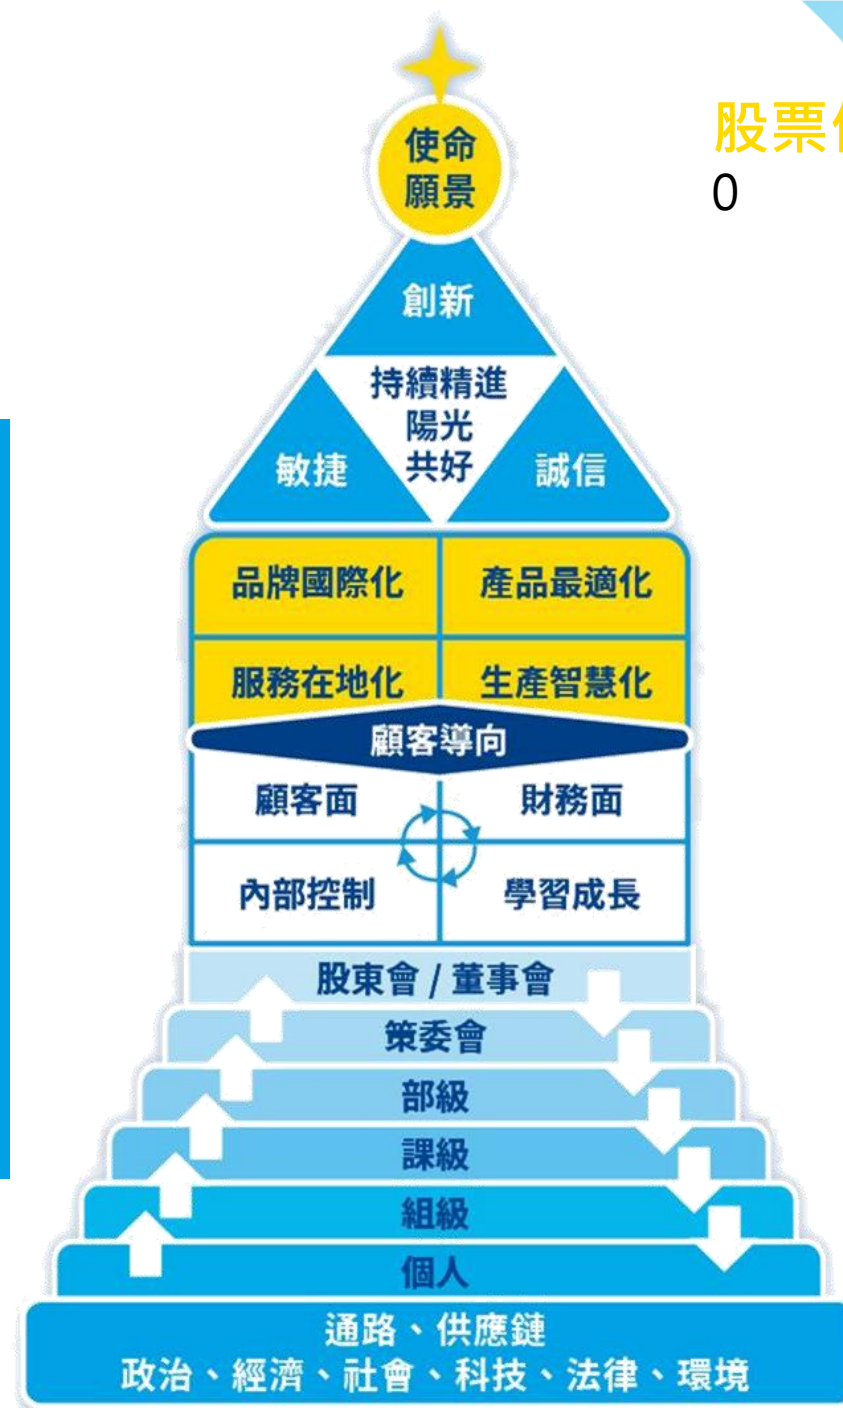 使命
願景
股票
0
創新
持續精進
陽光
共好
敏捷
誠信
品牌國際化
產品最適化
服務在地化
生產智慧化
顧客導向
顧客面
財務面
內部控制
學習成長
股東會 / 董事會
策委會
部級
課級
組級
個人
通路、供應鏈
政治、經濟、社會、科技、法律、環境